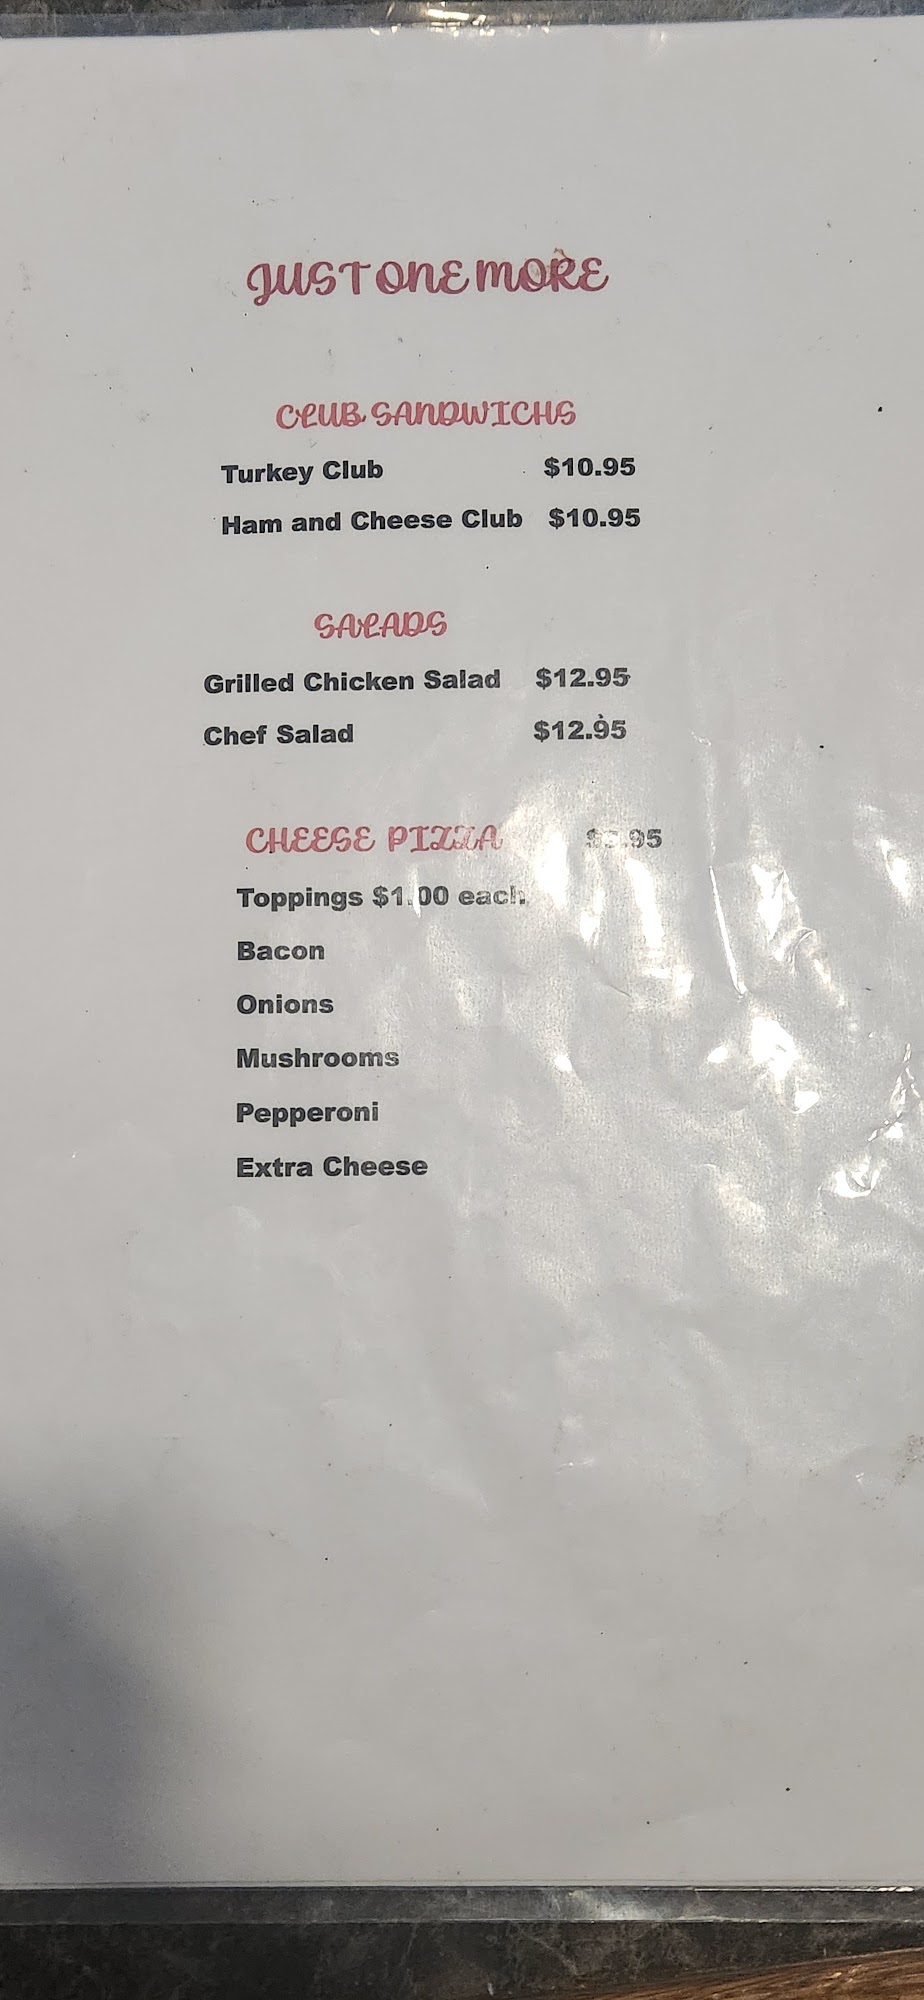 JUST ONE MORE
CLUB SANDWICHS
Turkey Club $10.95
Ham and Cheese Club $10.95
SALADS
Grilled Chicken Salad $12.95
Chef Salad $12.95
CHEESE PIZZA
Toppings $1.00 each.
Bacon
Onions
Mushrooms
Pepperoni
Extra Cheese